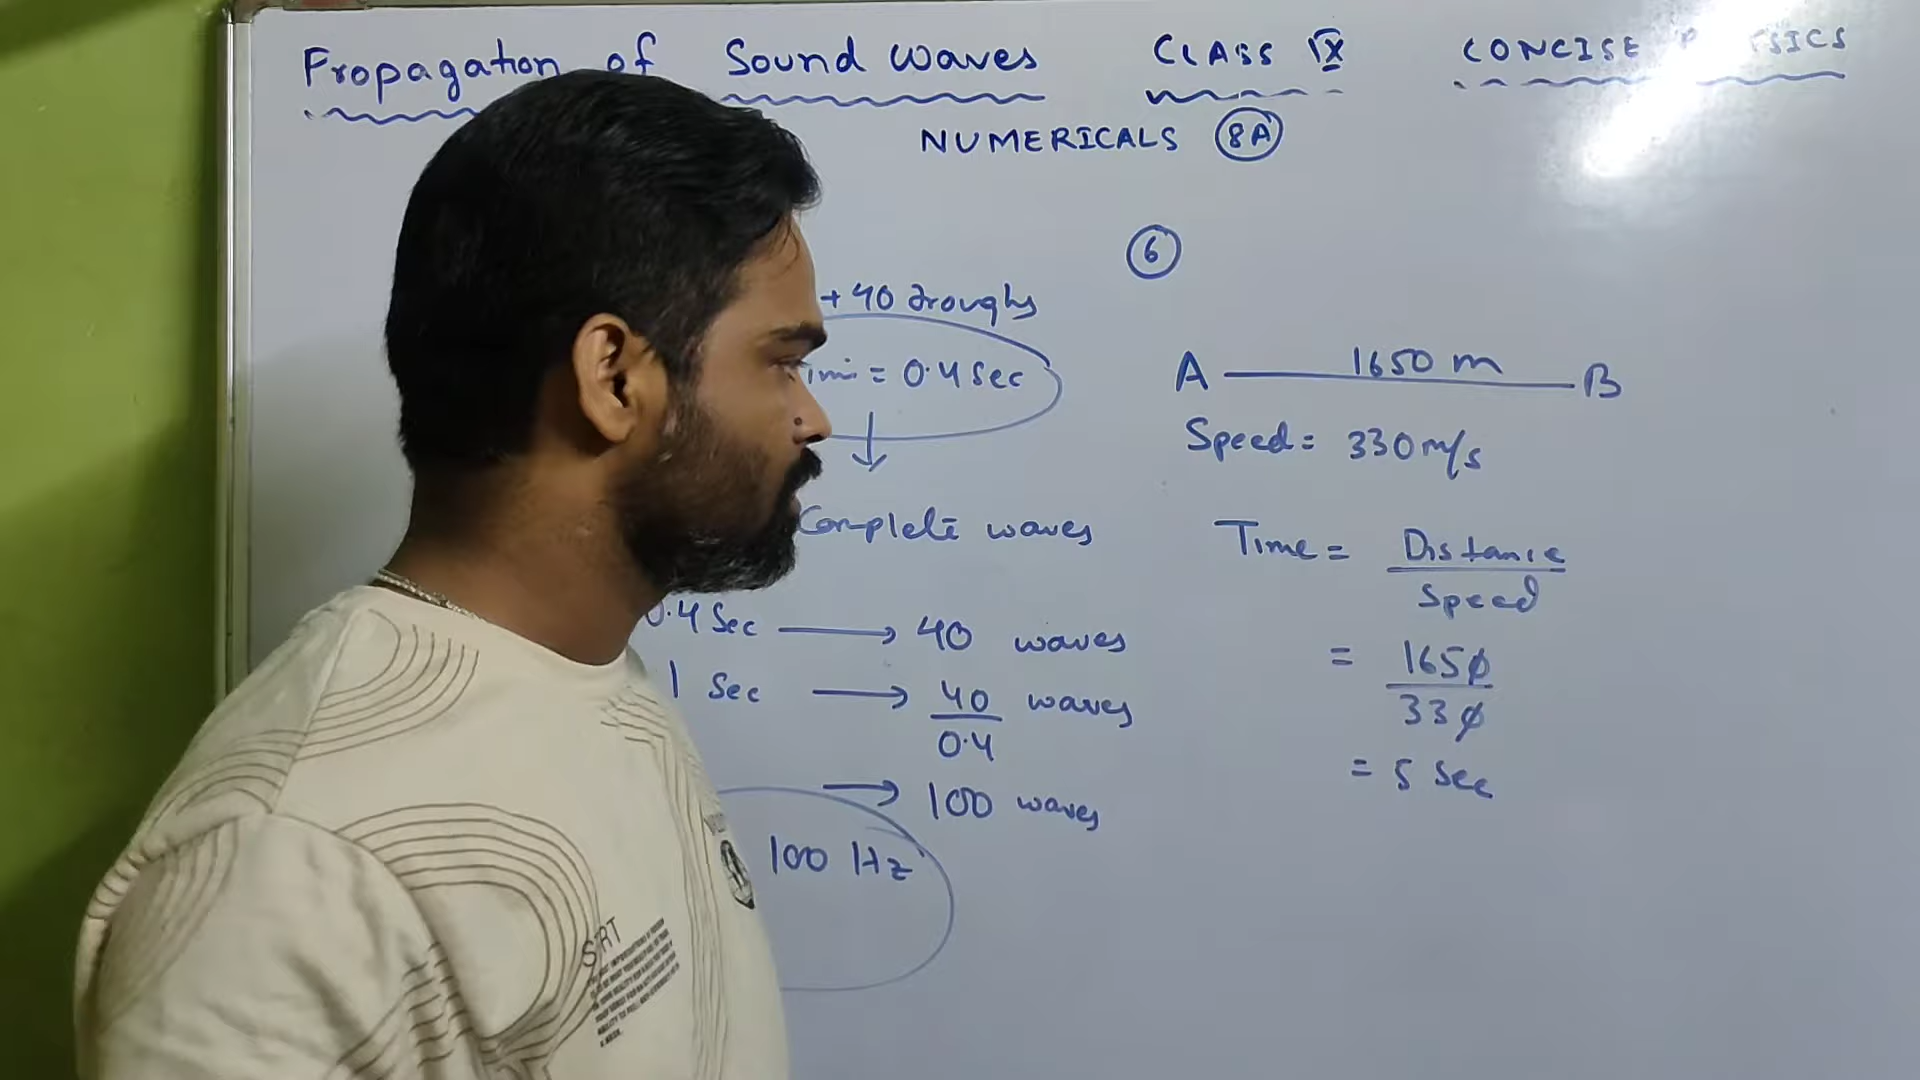 Propagation of Sound Waves CLASS IX CONCISE
NUMERICALS 8A
+ 40 troughs
= 0.4 Sec
Complete waves
0.4 Sec → 40 waves
1 Sec → 40/0.4 waves
→ 100 waves
100 Hz
6
A 1650 m B
Speed = 330 m/s
Time = Distance/Speed
= 1650/330
= 5 Sec
START